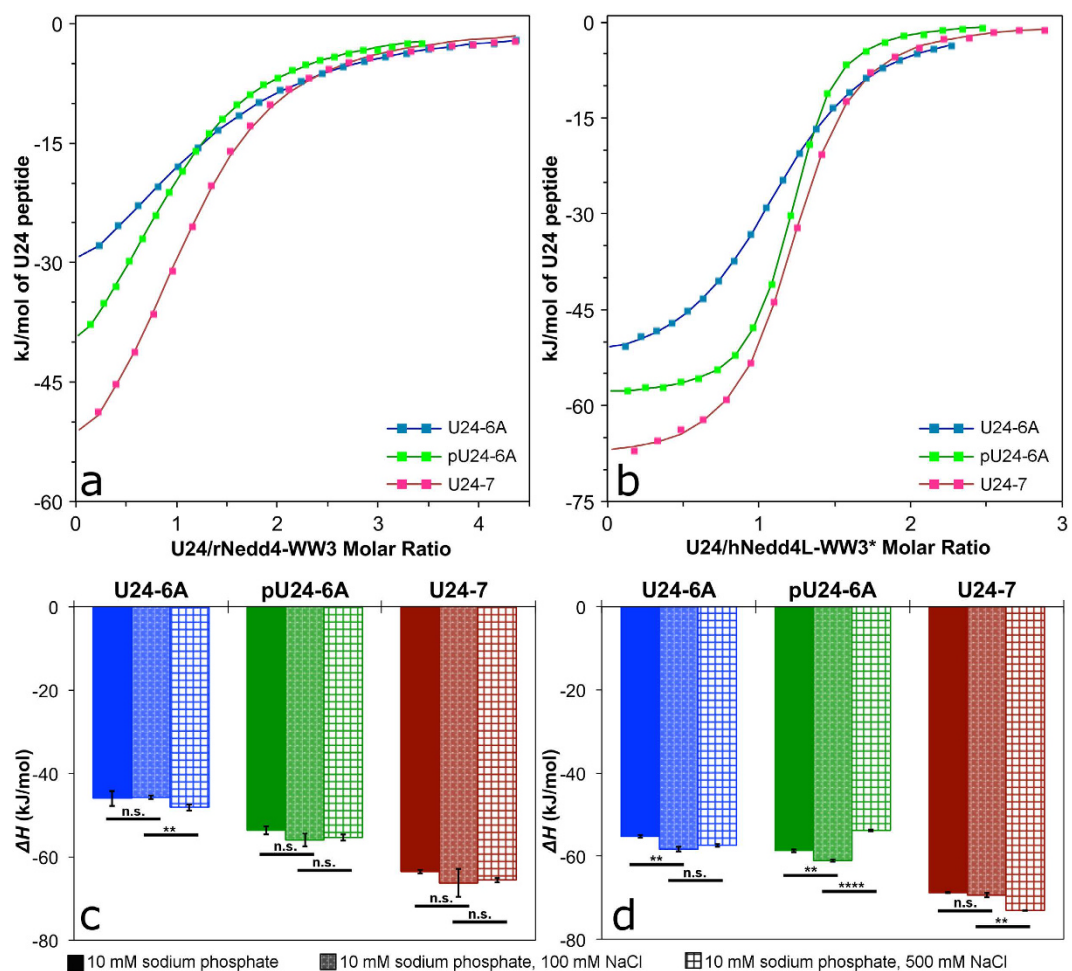 0
-15
-30
-45
-60
kJ/mol of U24 peptide
a
U24-6A
pU24-6A
U24-7
0
1
2
3
4
U24/rNedd4-WW3 Molar Ratio
0
-15
-30
-45
-60
-75
kJ/mol of U24 peptide
b
U24-6A
pU24-6A
U24-7
0
1
2
3
U24/hNedd4L-WW3* Molar Ratio
U24-6A pU24-6A U24-7
0
-20
-40
-60
-80
ΔH (kJ/mol)
n.s.
**
n.s.
n.s.
n.s.
n.s.
c
U24-6A pU24-6A U24-7
0
-20
-40
-60
-80
ΔH (kJ/mol)
**
n.s.
**
****
n.s.
**
d
10 mM sodium phosphate
10 mM sodium phosphate, 100 mM NaCl
10 mM sodium phosphate, 500 mM NaCl